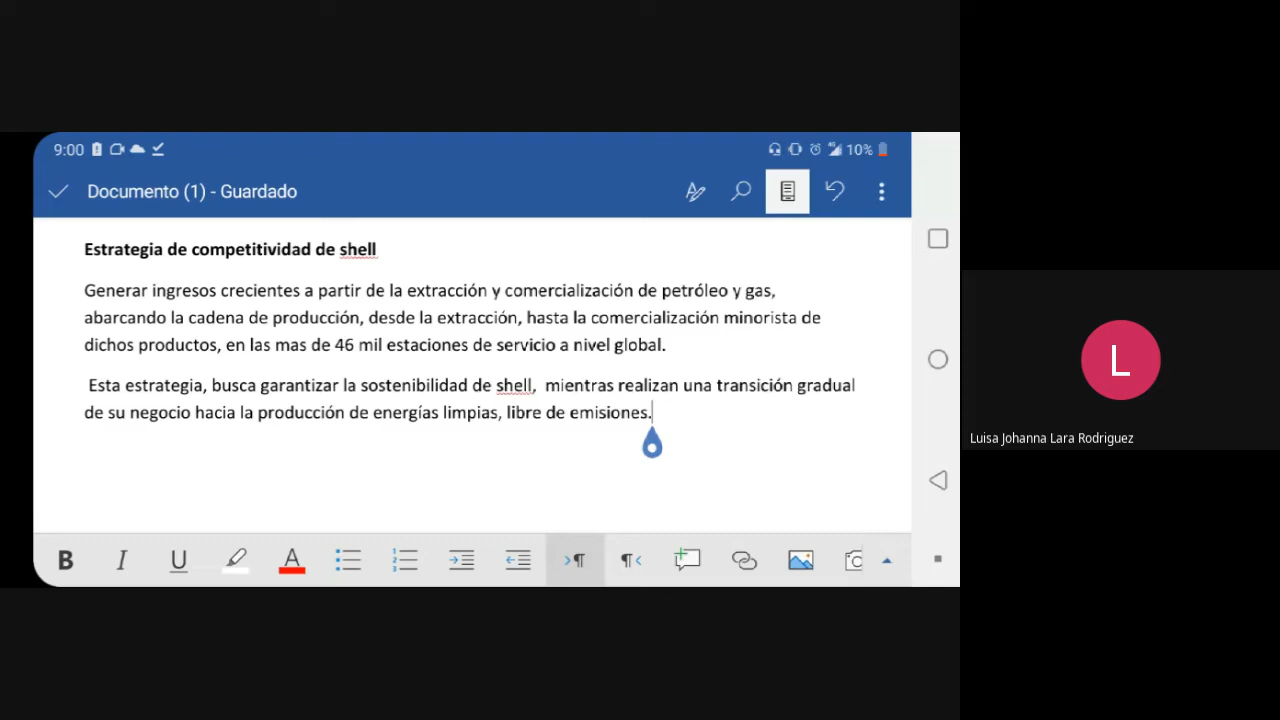 9:00
10%
Documento (1) - Guardado
Estrategia de competitividad de shell
Generar ingresos crecientes a partir de la extracción y comercialización de petróleo y gas,
abarcando la cadena de producción, desde la extracción, hasta la comercialización minorista de
dichos productos, en las mas de 46 mil estaciones de servicio a nivel global.
Esta estrategia, busca garantizar la sostenibilidad de shell,  mientras realizan una transición gradual
de su negocio hacia la producción de energías limpias, libre de emisiones.
B I U A
L
Luisa Johanna Lara Rodriguez